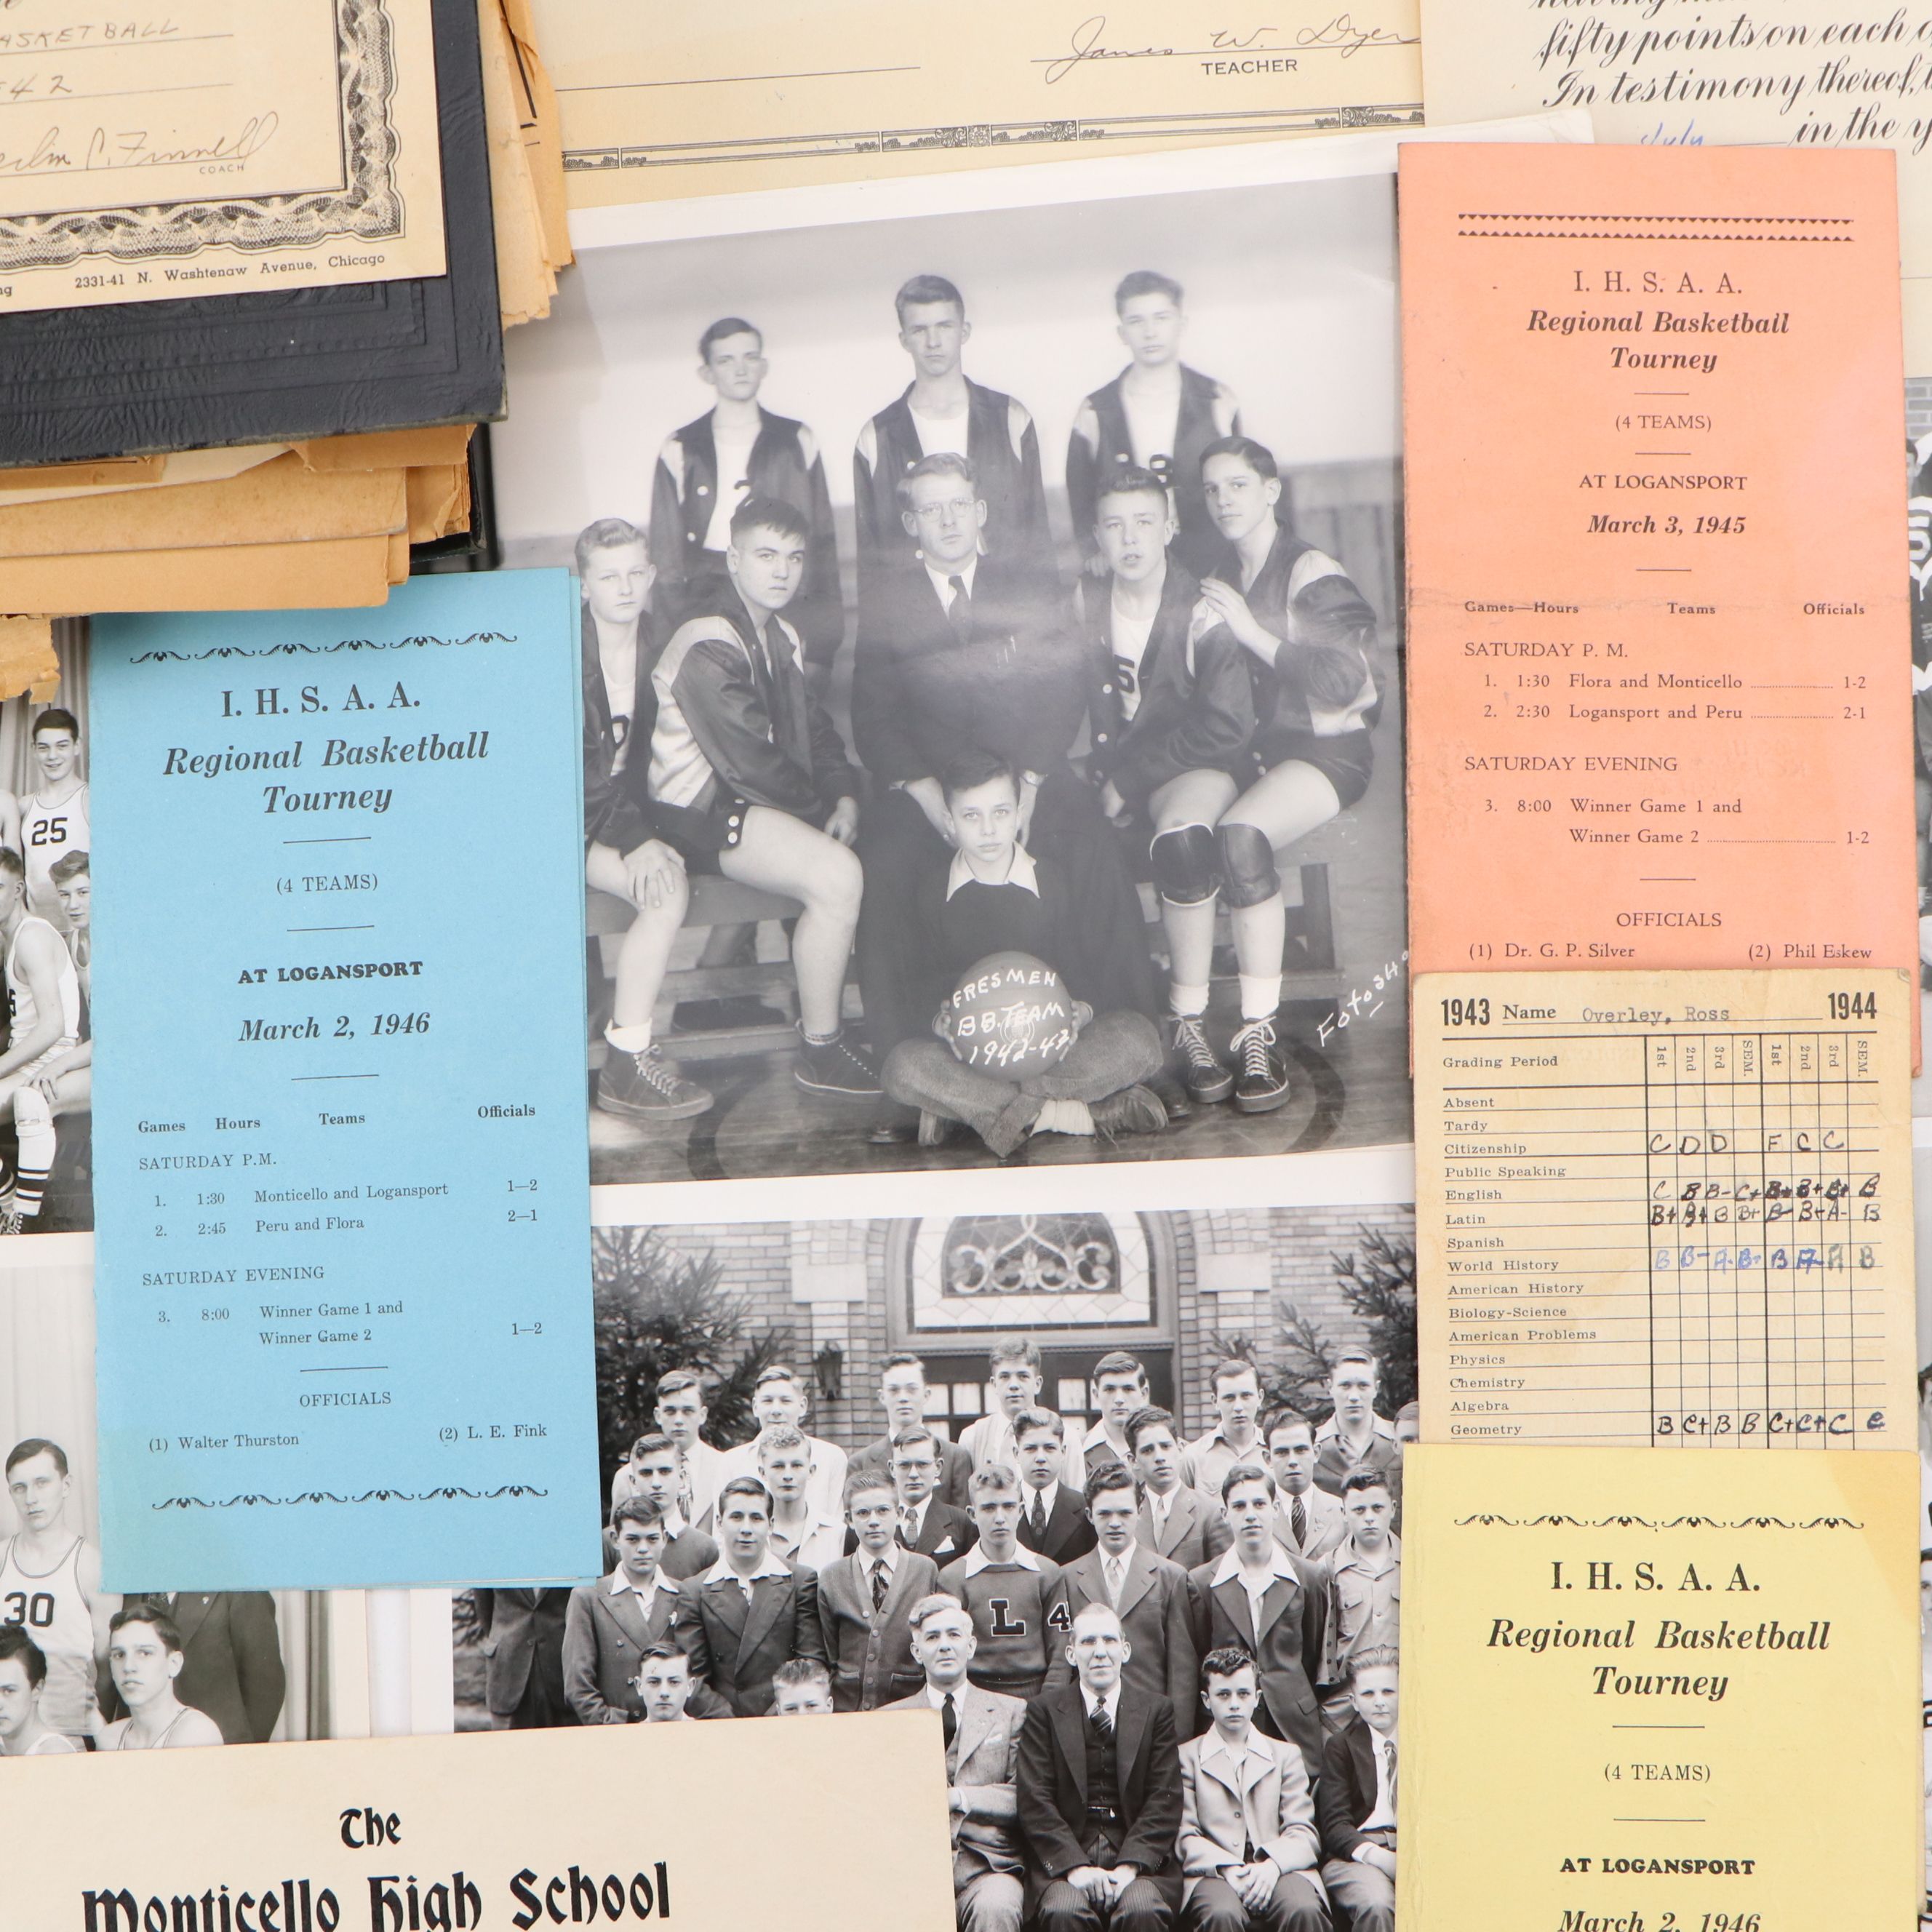 BASKETBALL
42
Finnell
COACH
2331-41 N. Washtenaw Avenue, Chicago
James W. Dyer
TEACHER
fifty points on each
In testimony thereof,
July in the
I. H. S. A. A.
Regional Basketball
Tourney
(4 TEAMS)
AT LOGANSPORT
March 3, 1945
Games—Hours Teams Officials
SATURDAY P. M.
1. 1:30 Flora and Monticello 1-2
2. 2:30 Logansport and Peru 2-1
SATURDAY EVENING
3. 8:00 Winner Game 1 and
Winner Game 2 1-2
OFFICIALS
(1) Dr. G. P. Silver (2) Phil Eskew
5
FRESMEN
BB.TEAM
1942-43
Fotosho
25
I. H. S. A. A.
Regional Basketball
Tourney
(4 TEAMS)
AT LOGANSPORT
March 2, 1946
Games Hours Teams Officials
SATURDAY P.M.
1. 1:30 Monticello and Logansport 1—2
2. 2:45 Peru and Flora 2—1
SATURDAY EVENING
3. 8:00 Winner Game 1 and
Winner Game 2 1—2
OFFICIALS
(1) Walter Thurston (2) L. E. Fink
1943 Name Overley, Ross 1944
Grading Period 1st 2nd 3rd SEM. 1st 2nd 3rd SEM.
Absent
Tardy
Citizenship C D D F C C
Public Speaking
English C B B- C+ B+ B+ B+ B
Latin B+ B+ B B+ B- B+ A- B
Spanish
World History B B- A- B+ B A- A B
American History
Biology-Science
American Problems
Physics
Chemistry
Algebra
Geometry B C+ B B C+ C+ C C
30
L 4
I. H. S. A. A.
Regional Basketball
Tourney
(4 TEAMS)
AT LOGANSPORT
March 2, 1946
The
Monticello High School